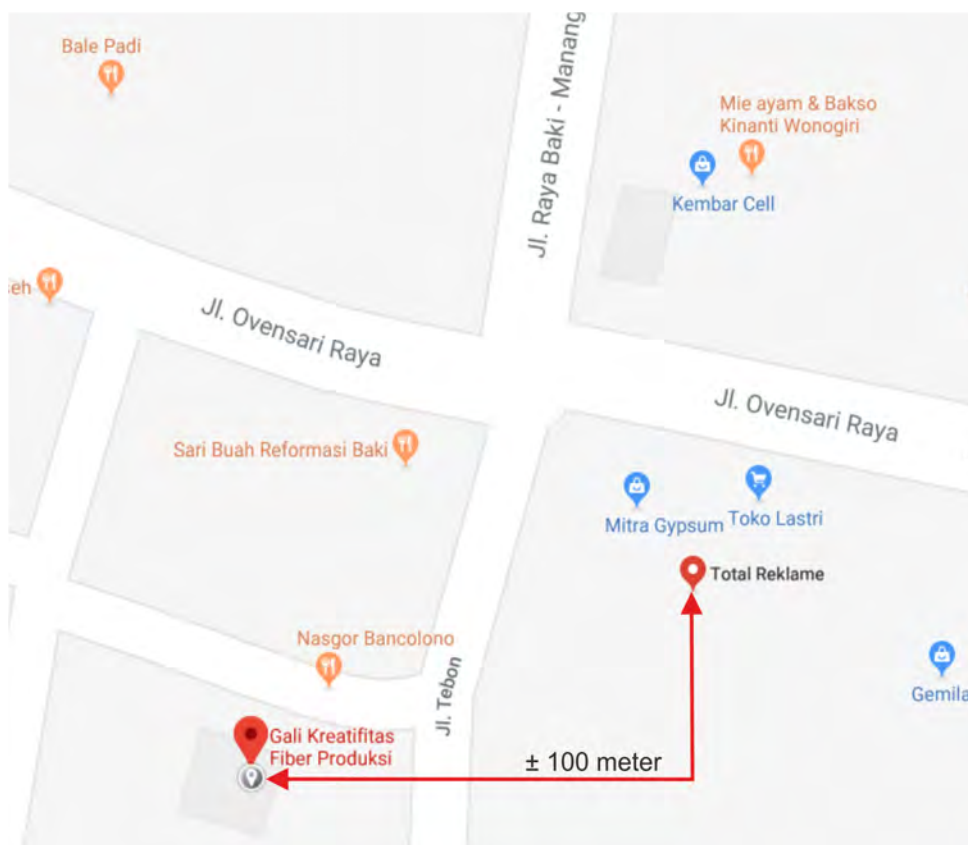 Bale Padi
Jl. Raya Baki - Manang
Mie ayam & Bakso
Kinanti Wonogiri
Kembar Cell
eh
Jl. Ovensari Raya
Jl. Ovensari Raya
Sari Buah Reformasi Baki
Mitra Gypsum
Toko Lastri
Total Reklame
Nasgor Bancolono
Jl. Tebon
Gemila
Gali Kreatifitas
Fiber Produksi
± 100 meter